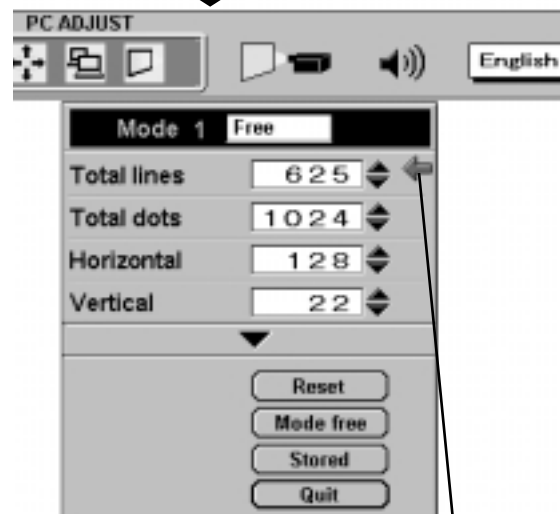 PC ADJUST
English
Mode 1 Free
Total lines 625
Total dots 1024
Horizontal 128
Vertical 22
Reset
Mode free
Stored
Quit